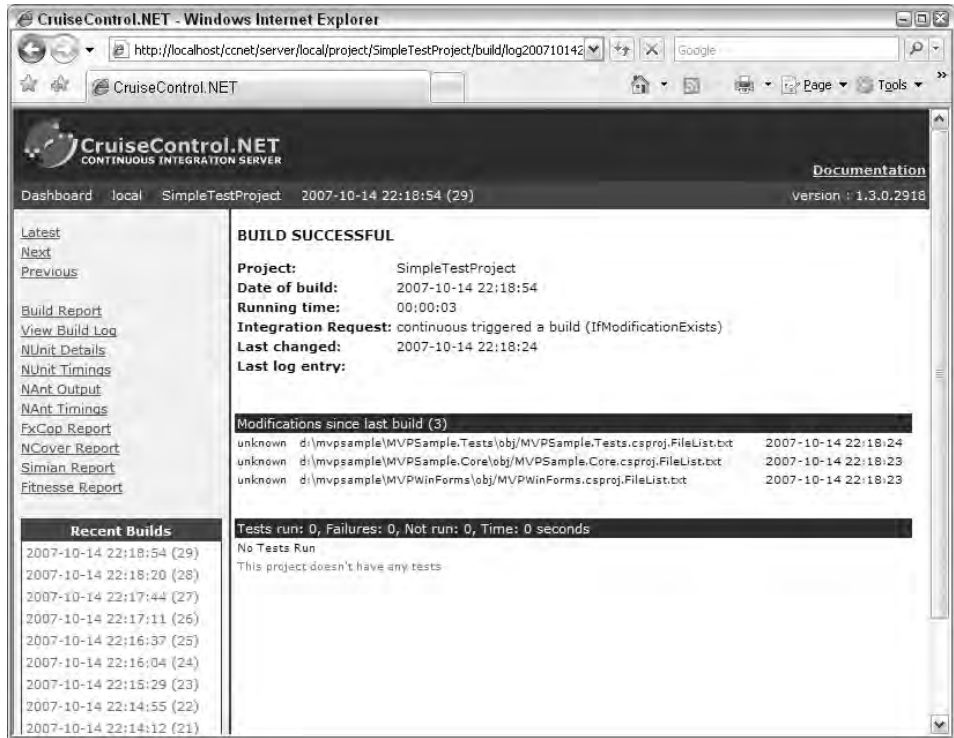 CruiseControl.NET - Windows Internet Explorer
http://localhost/ccnet/server/local/project/SimpleTestProject/build/log200710142
Google
CruiseControl.NET
Page
Tools
»
CruiseControl.NET
CONTINUOUS INTEGRATION SERVER
Documentation
Dashboard local SimpleTestProject 2007-10-14 22:18:54 (29)
version : 1.3.0.2918
Latest
Next
Previous
Build Report
View Build Log
NUnit Details
NUnit Timings
NAnt Output
NAnt Timings
FxCop Report
NCover Report
Simian Report
Fitnesse Report
Recent Builds
2007-10-14 22:18:54 (29)
2007-10-14 22:18:20 (28)
2007-10-14 22:17:44 (27)
2007-10-14 22:17:11 (26)
2007-10-14 22:16:37 (25)
2007-10-14 22:16:04 (24)
2007-10-14 22:15:29 (23)
2007-10-14 22:14:55 (22)
2007-10-14 22:14:12 (21)
BUILD SUCCESSFUL
Project: SimpleTestProject
Date of build: 2007-10-14 22:18:54
Running time: 00:00:03
Integration Request: continuous triggered a build (IfModificationExists)
Last changed: 2007-10-14 22:18:24
Last log entry:
Modifications since last build (3)
unknown d:\mvpsample\MVPSample.Tests\obj/MVPSample.Tests.csproj.FileList.txt 2007-10-14 22:18:24
unknown d:\mvpsample\MVPSample.Core\obj/MVPSample.Core.csproj.FileList.txt 2007-10-14 22:18:23
unknown d:\mvpsample\MVPWinForms\obj/MVPWinForms.csproj.FileList.txt 2007-10-14 22:18:23
Tests run: 0, Failures: 0, Not run: 0, Time: 0 seconds
No Tests Run
This project doesn't have any tests